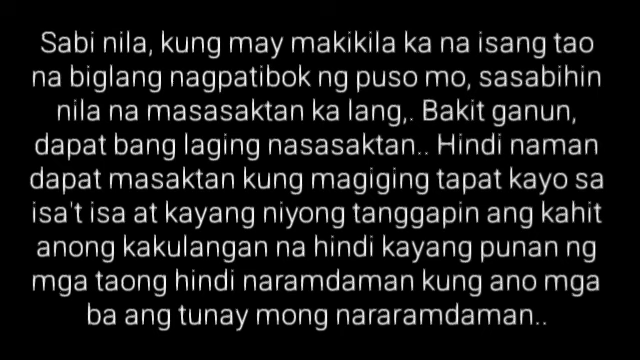 Sabi nila, kung may makikila ka na isang tao
na biglang nagpatibok ng puso mo, sasabihin
nila na masasaktan ka lang,. Bakit ganun,
dapat bang laging nasasaktan.. Hindi naman
dapat masaktan kung magiging tapat kayo sa
isa't isa at kayang niyong tanggapin ang kahit
anong kakulangan na hindi kayang punan ng
mga taong hindi naramdaman kung ano mga
ba ang tunay mong nararamdaman..